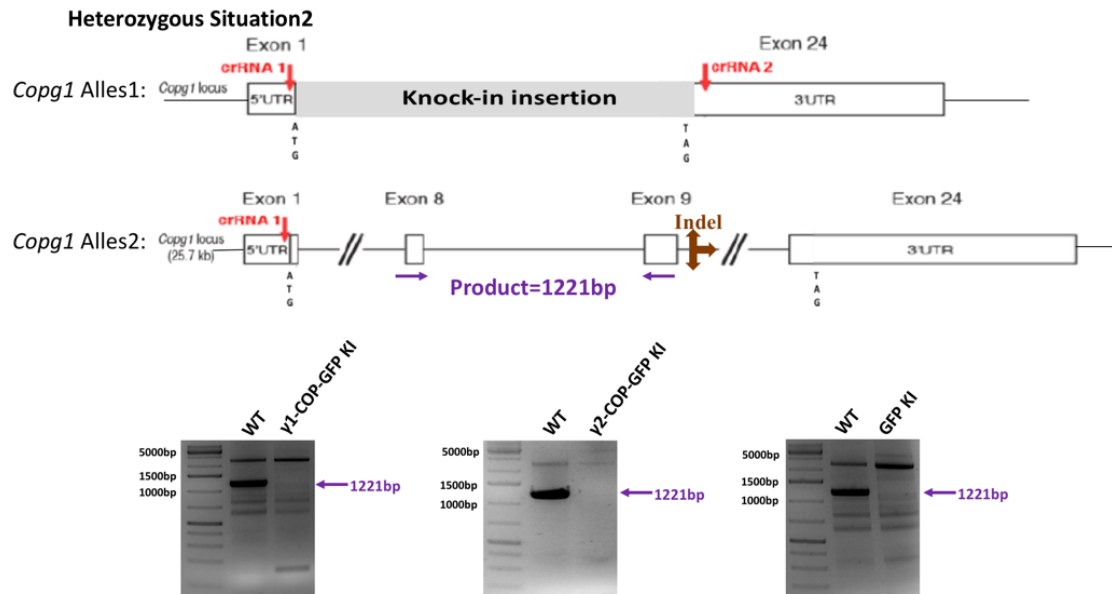 Heterozygous Situation2
Exon 1
Exon 24
crRNA 1
crRNA 2
Copg1 Alles1:
Copg1 locus
5'UTR
Knock-in insertion
3'UTR
A
T
G
T
A
G
Exon 1
Exon 8
Exon 9
Exon 24
crRNA 1
Indel
Copg1 Alles2:
Copg1 locus
(25.7 kb)
5'UTR
3'UTR
A
T
G
Product=1221bp
T
A
G
WT
γ1-COP-GFP KI
5000bp
1500bp
1000bp
1221bp
WT
γ2-COP-GFP KI
5000bp
1500bp
1000bp
1221bp
WT
GFP KI
5000bp
1500bp
1000bp
1221bp